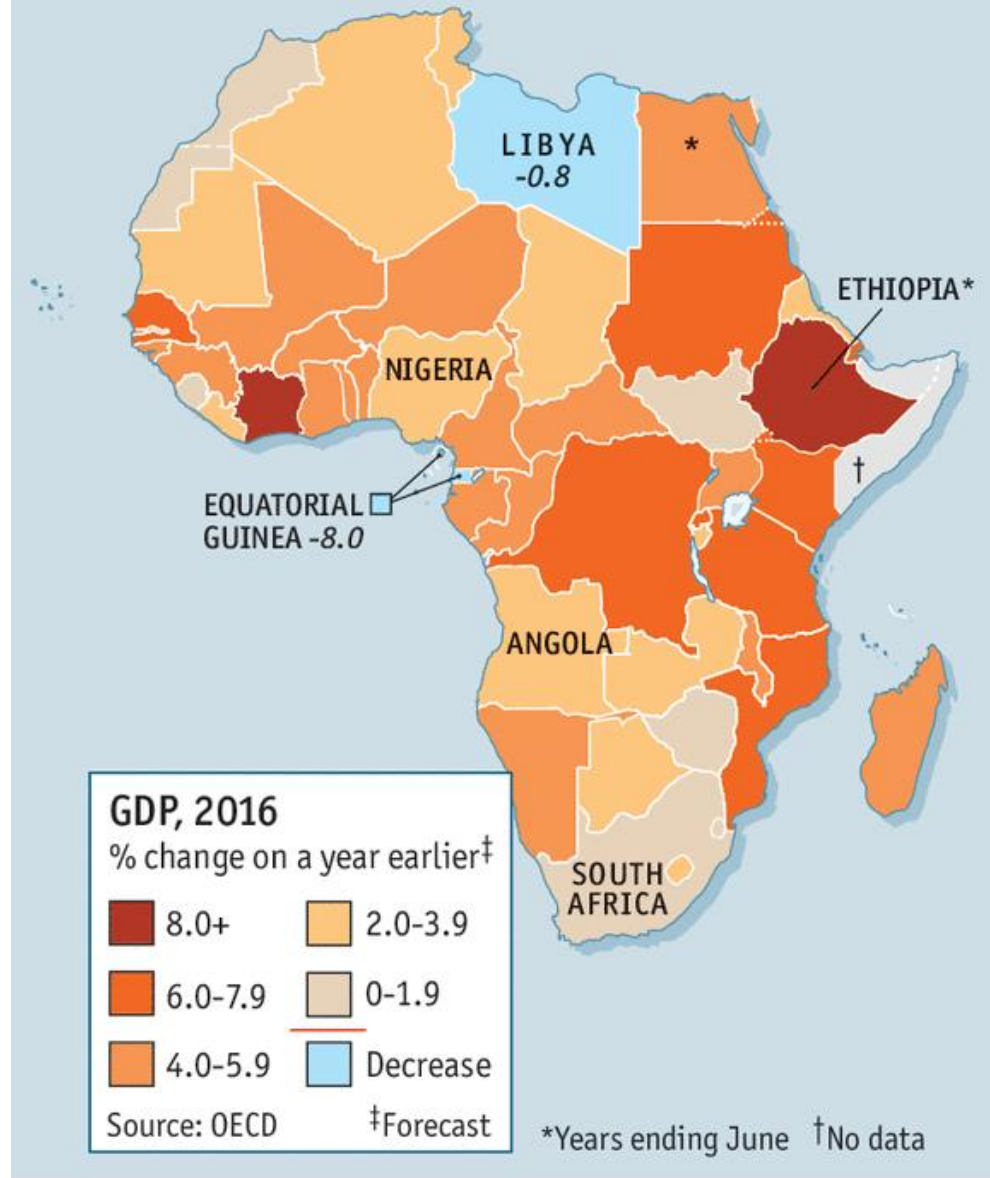 LIBYA
-0.8
*
ETHIOPIA*
NIGERIA
†
EQUATORIAL
GUINEA -8.0
ANGOLA
SOUTH
AFRICA
GDP, 2016
% change on a year earlier‡
8.0+
2.0-3.9
6.0-7.9
0-1.9
4.0-5.9
Decrease
Source: OECD
‡Forecast
*Years ending June †No data